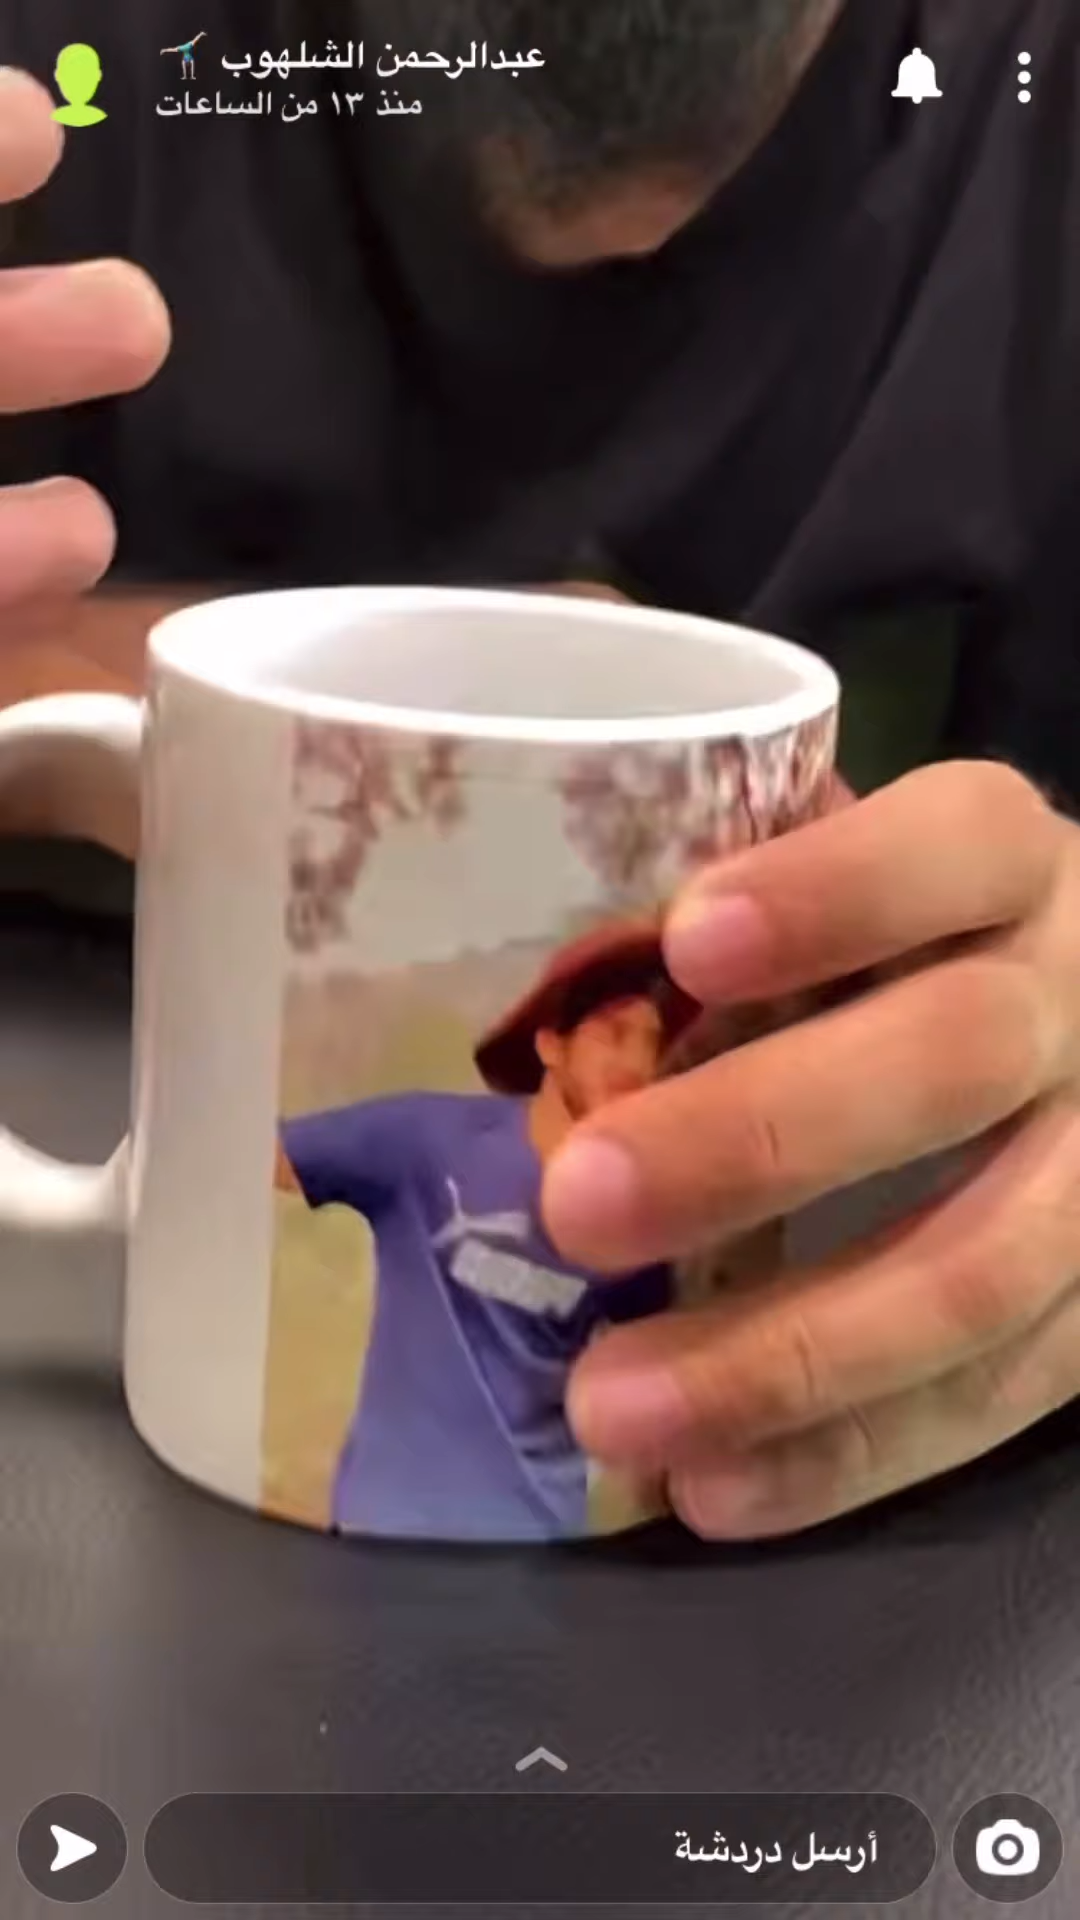 عبدالرحمن الشلهوب 🤸🏻‍♂️
منذ ١٣ من الساعات
أرسل دردشة